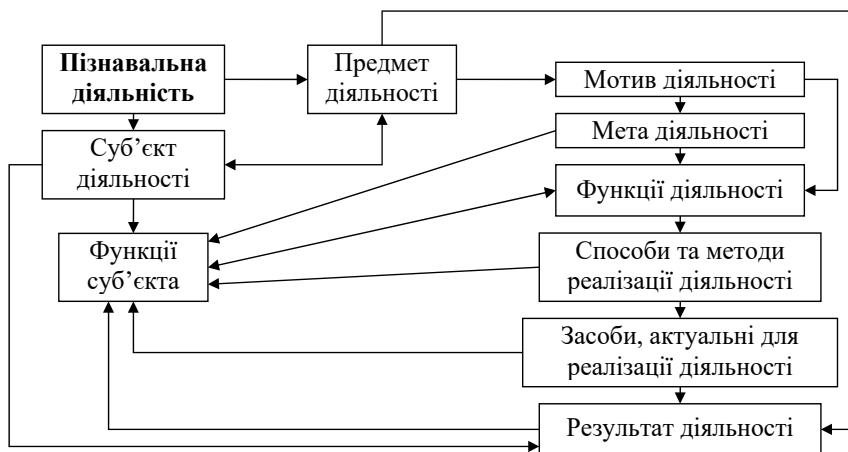 Пізнавальна
діяльність
Предмет
діяльності
Мотив діяльності
Мета діяльності
Суб’єкт
діяльності
Функції діяльності
Функції
суб’єкта
Способи та методи
реалізації діяльності
Засоби, актуальні для
реалізації діяльності
Результат діяльності